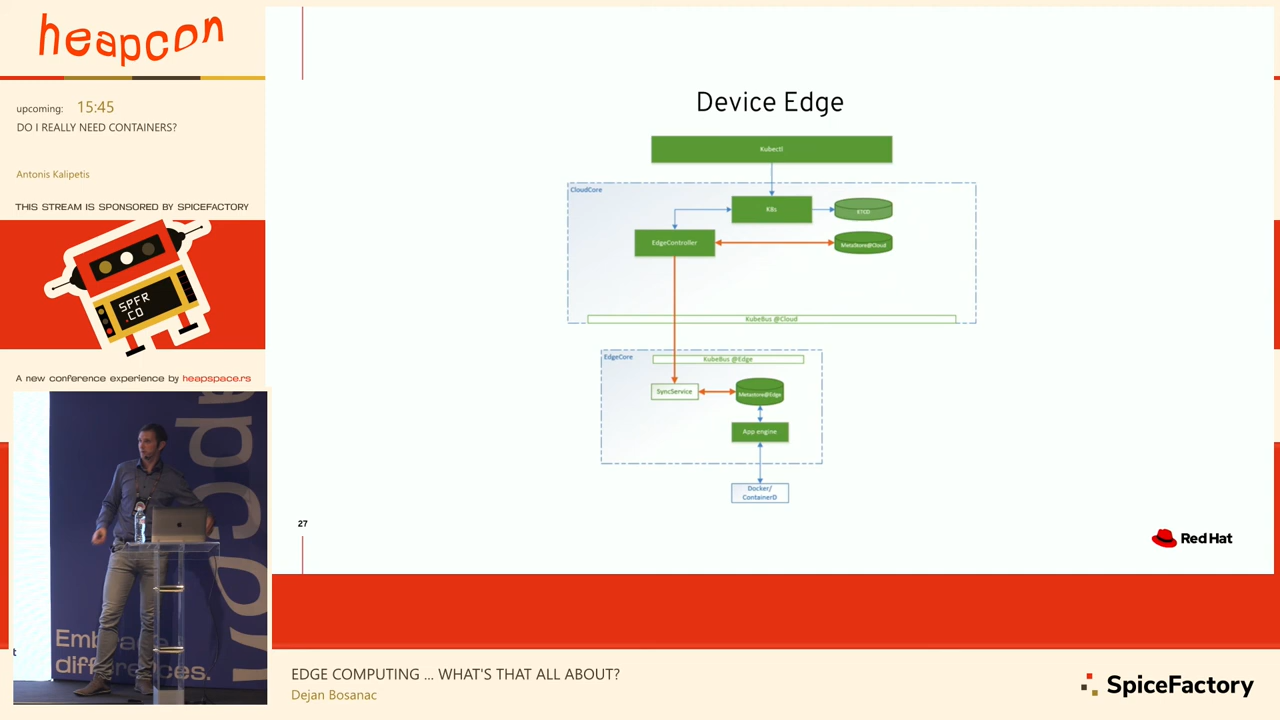 heapcon
upcoming: 15:45
DO I REALLY NEED CONTAINERS?
Antonis Kalipetis
THIS STREAM IS SPONSORED BY SPICEFACTORY
SPFR
.CO
A new conference experience by heapspace.rs
Embrace
differences.
t
Device Edge
Kubectl
CloudCore
K8s
ETCD
EdgeController
MetaStore@Cloud
KubeBus @Cloud
EdgeCore
KubeBus @Edge
SyncService
Metastore@Edge
App engine
Docker/
ContainerD
27
Red Hat
EDGE COMPUTING ... WHAT'S THAT ALL ABOUT?
Dejan Bosanac
SpiceFactory